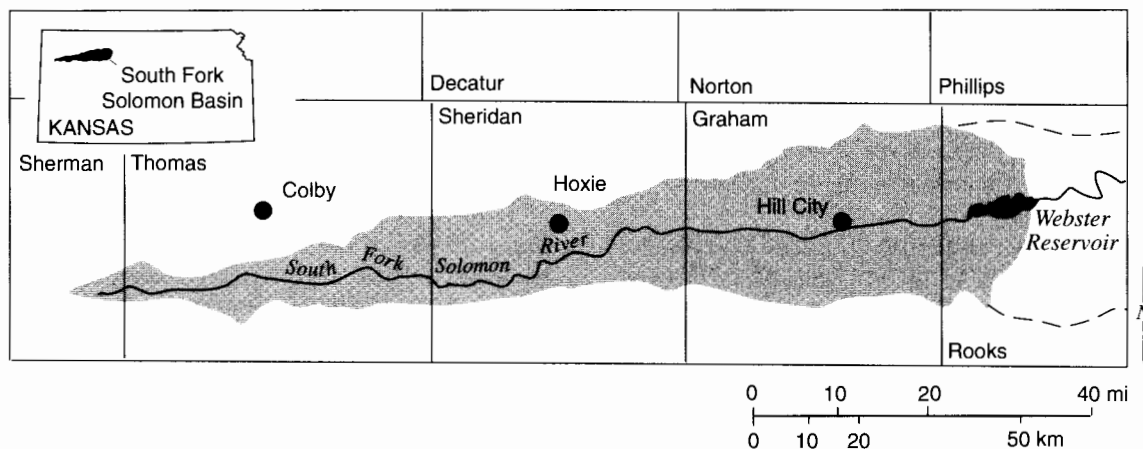 South Fork
Solomon Basin
KANSAS
Decatur
Norton
Phillips
Sheridan
Graham
Sherman
Thomas
Colby
Hoxie
Hill City
South Fork Solomon River
Webster
Reservoir
Rooks
0 10 20 40 mi
0 10 20 50 km